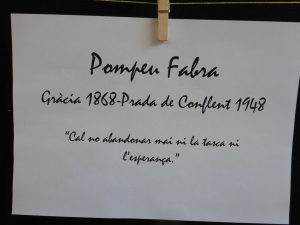 Pompeu Fabra
Gràcia 1868-Prada de Conflent 1948
“Cal no abandonar mai ni la tasca ni
l’esperança.”